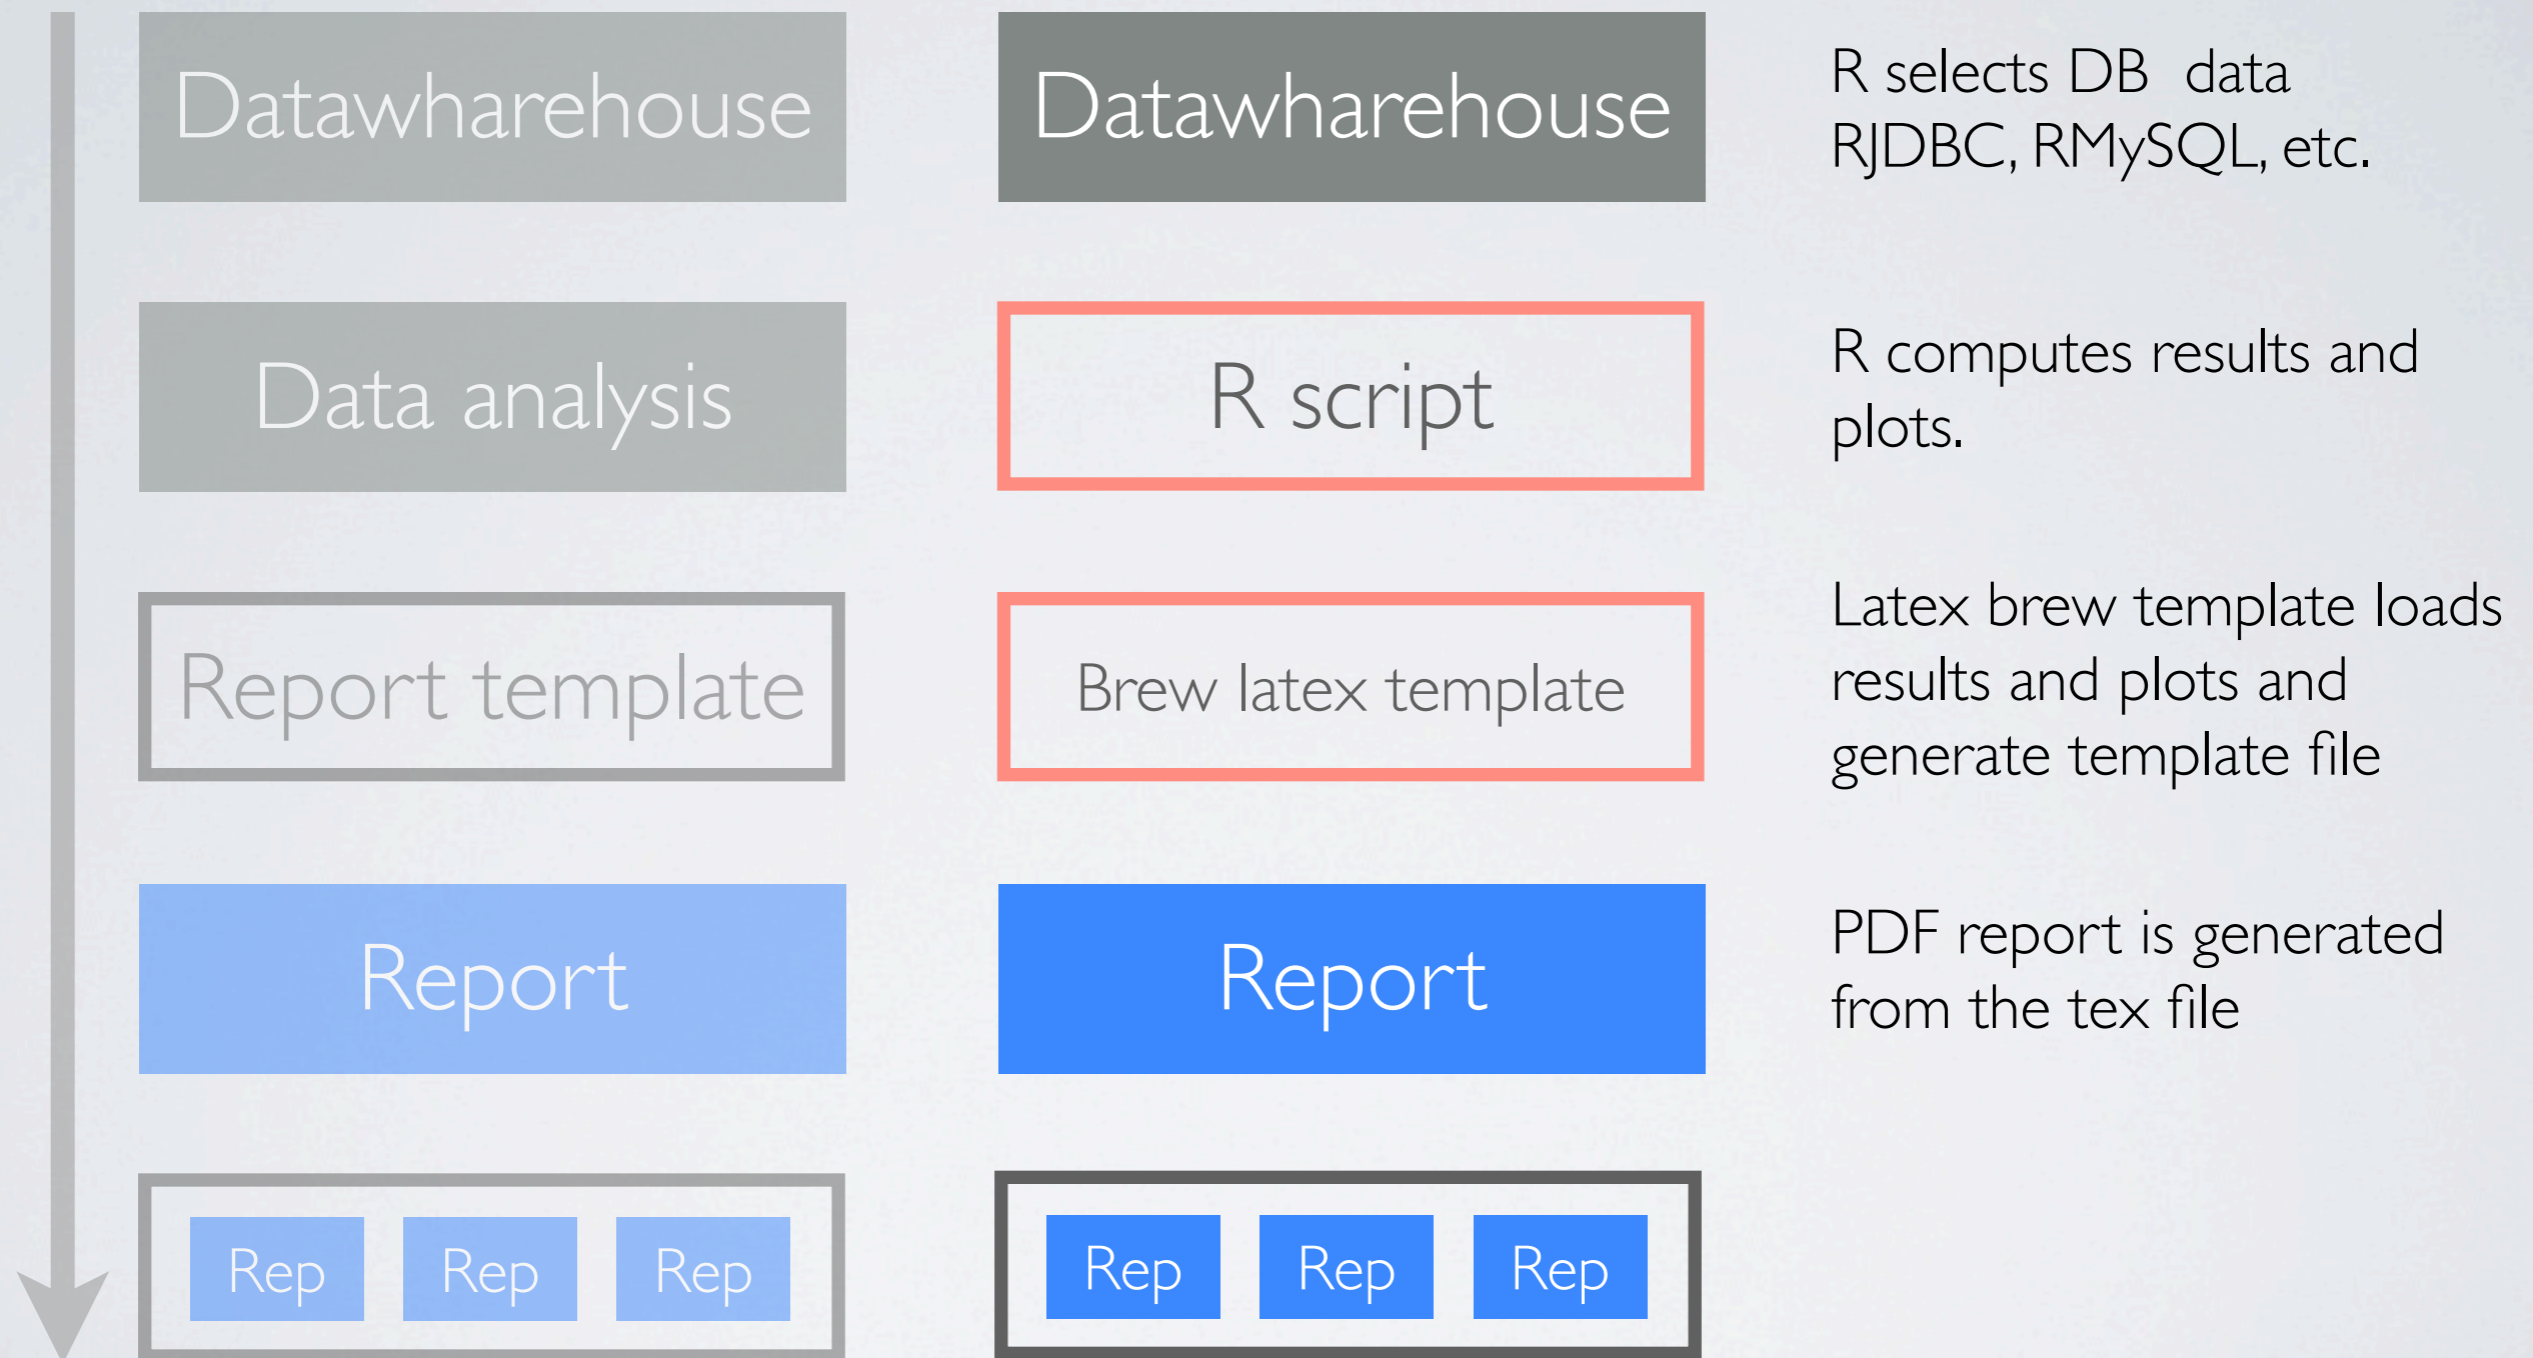 Datawharehouse
Datawharehouse
R selects DB data
RJDBC, RMySQL, etc.
Data analysis
R script
R computes results and
plots.
Report template
Brew latex template
Latex brew template loads
results and plots and
generate template file
Report
Report
PDF report is generated
from the tex file
Rep
Rep
Rep
Rep
Rep
Rep